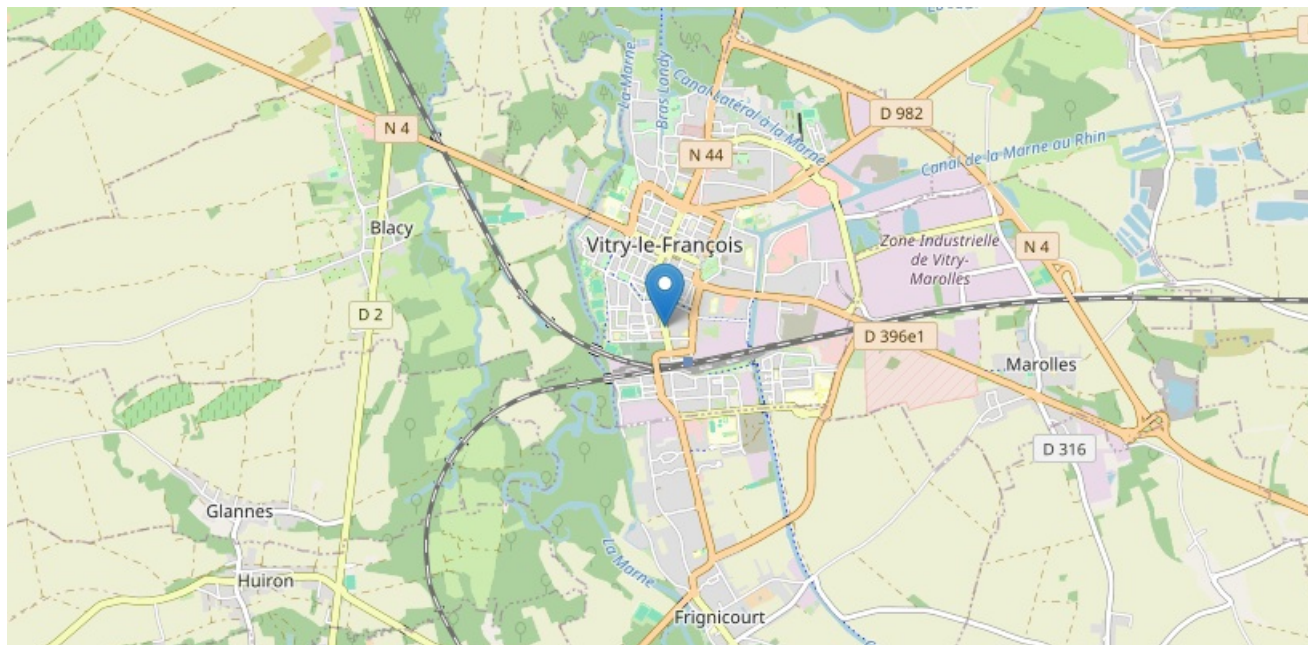 La Marne
Bras Landy
Canal Latéral à la Marne
D 982
N 4
N 44
Canal de la Marne au Rhin
Blacy
Vitry-le-François
Zone Industrielle
de Vitry-
Marolles
N 4
D 2
D 396e1
Marolles
D 316
Glannes
La Marne
Huiron
Frignicourt